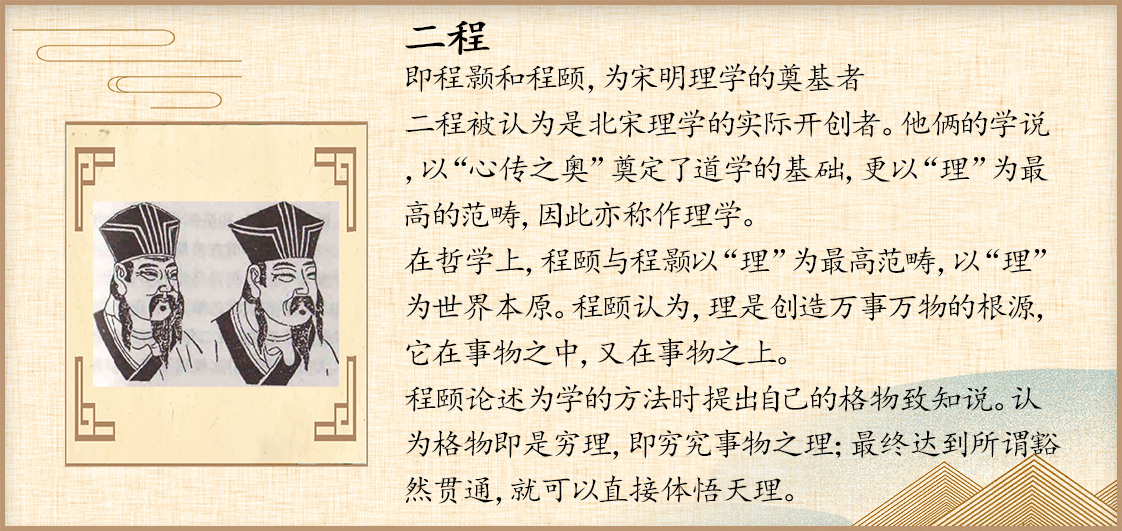 二程
即程颢和程颐，为宋明理学的奠基者
二程被认为是北宋理学的实际开创者。他俩的学说
，以“心传之奥”奠定了道学的基础，更以“理”为最
高的范畴，因此亦称作理学。
在哲学上，程颐与程颢以“理”为最高范畴，以“理”
为世界本原。程颐认为，理是创造万事万物的根源，
它在事物之中，又在事物之上。
程颐论述为学的方法时提出自己的格物致知说。认
为格物即是穷理，即穷究事物之理；最终达到所谓豁
然贯通，就可以直接体悟天理。